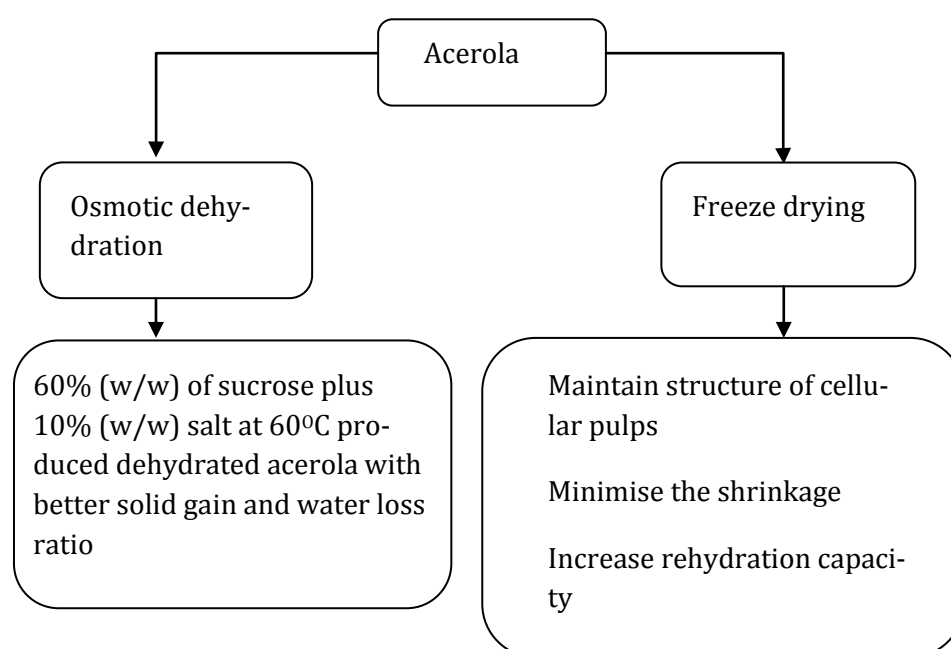 Acerola
Osmotic dehy-
dration
Freeze drying
60% (w/w) of sucrose plus
10% (w/w) salt at 60⁰C pro-
duced dehydrated acerola with
better solid gain and water loss
ratio
Maintain structure of cellu-
lar pulps
Minimise the shrinkage
Increase rehydration capaci-
ty